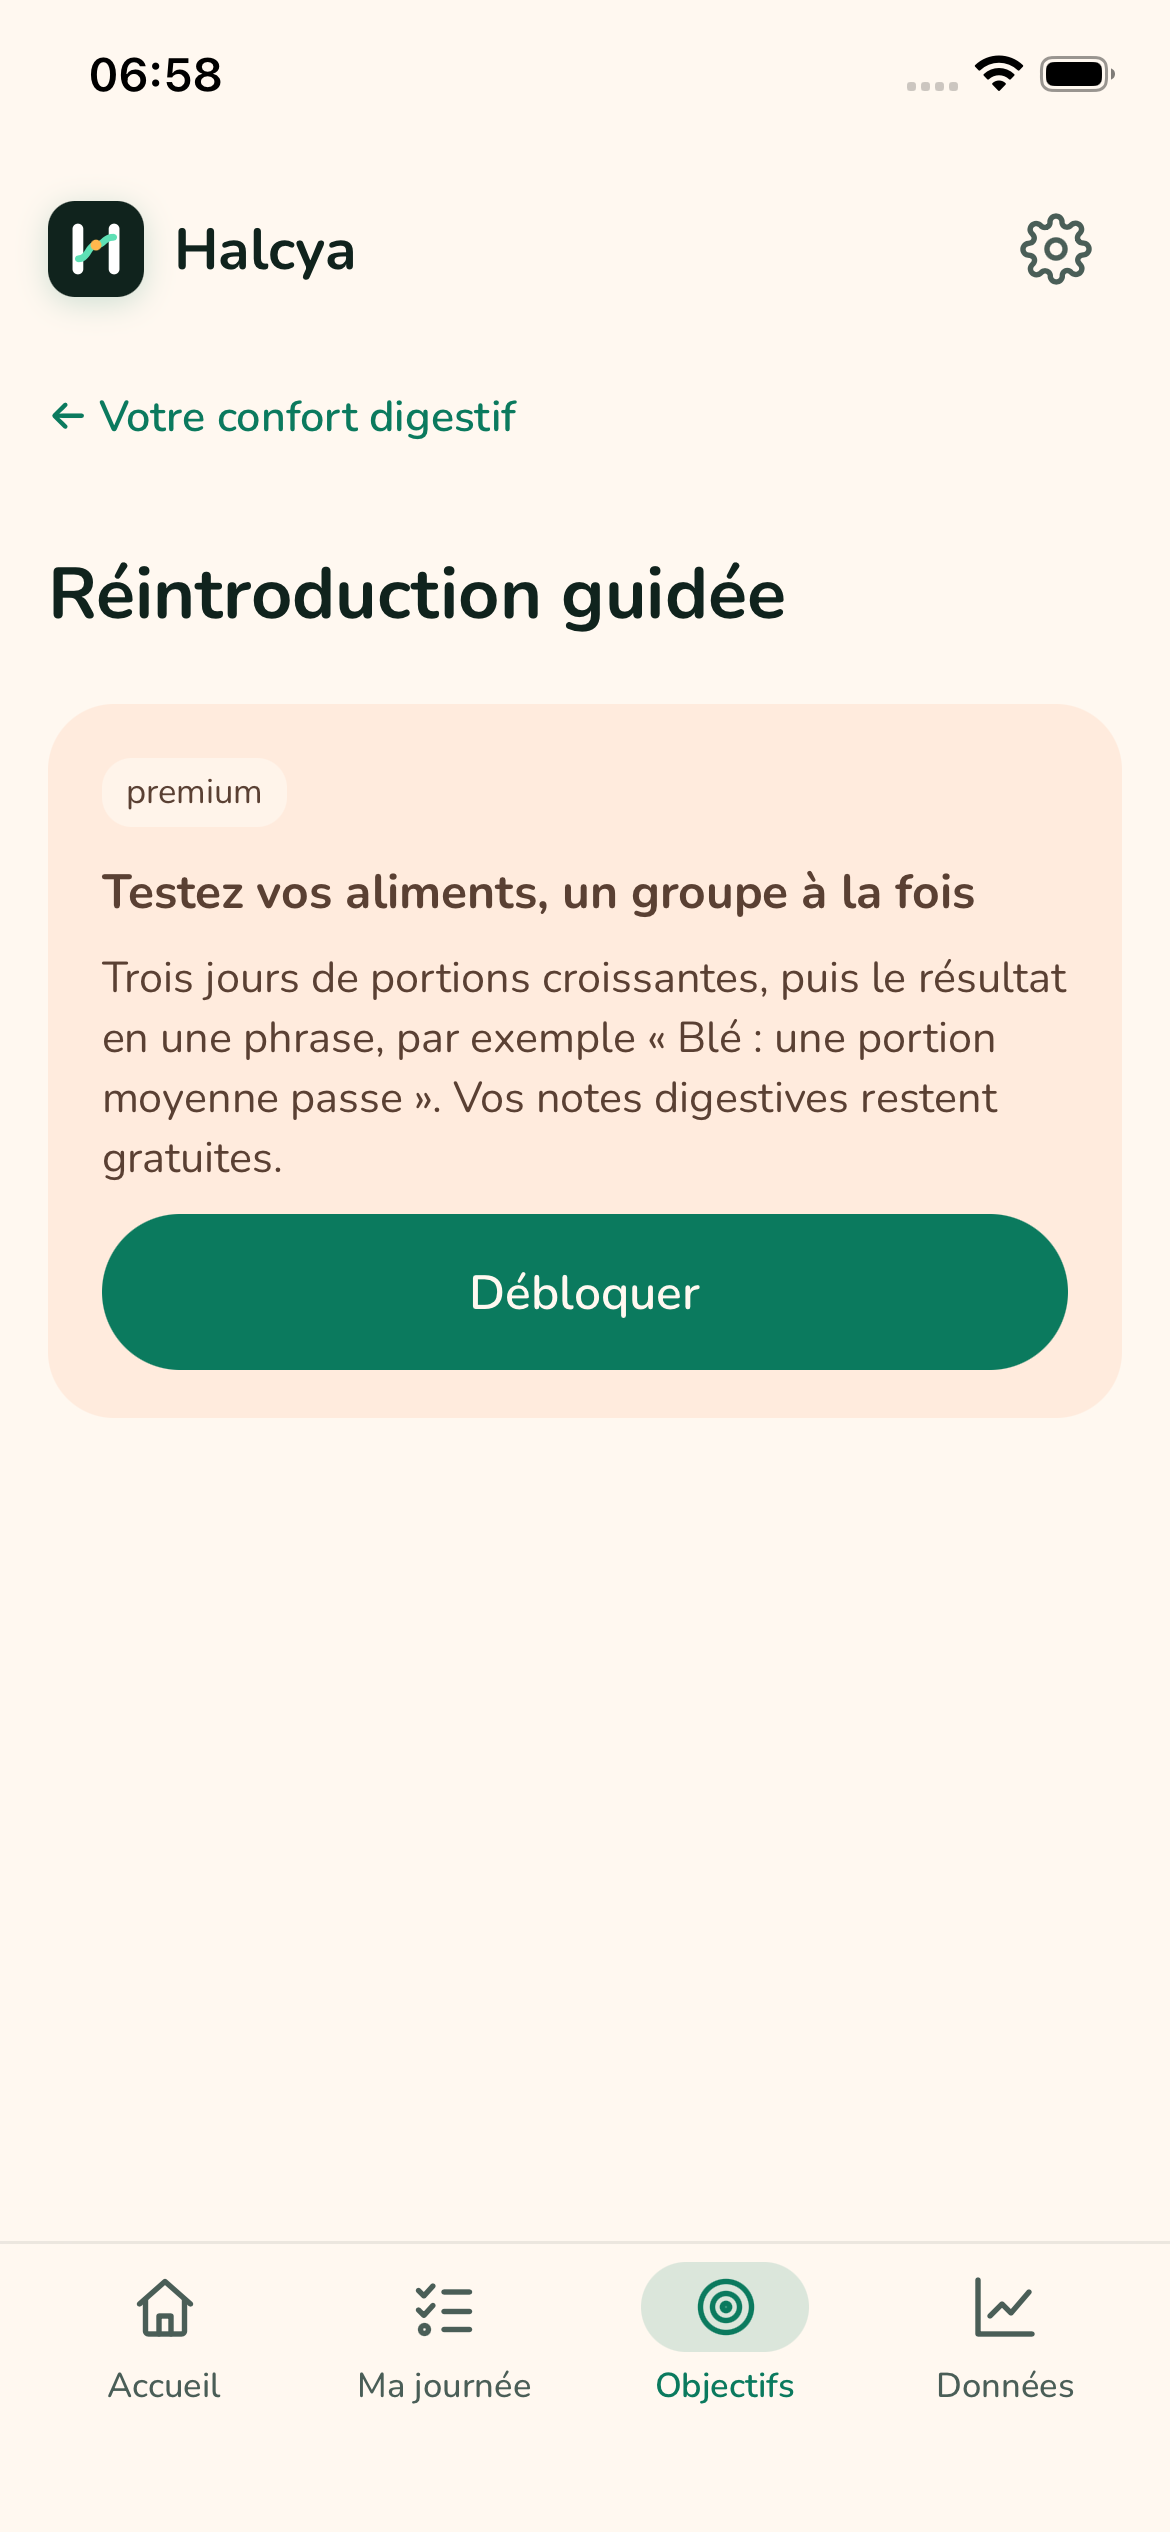 06:58
Halcya
← Votre confort digestif
Réintroduction guidée
premium
Testez vos aliments, un groupe à la fois
Trois jours de portions croissantes, puis le résultat
en une phrase, par exemple « Blé : une portion
moyenne passe ». Vos notes digestives restent
gratuites.
Débloquer
Accueil
Ma journée
Objectifs
Données